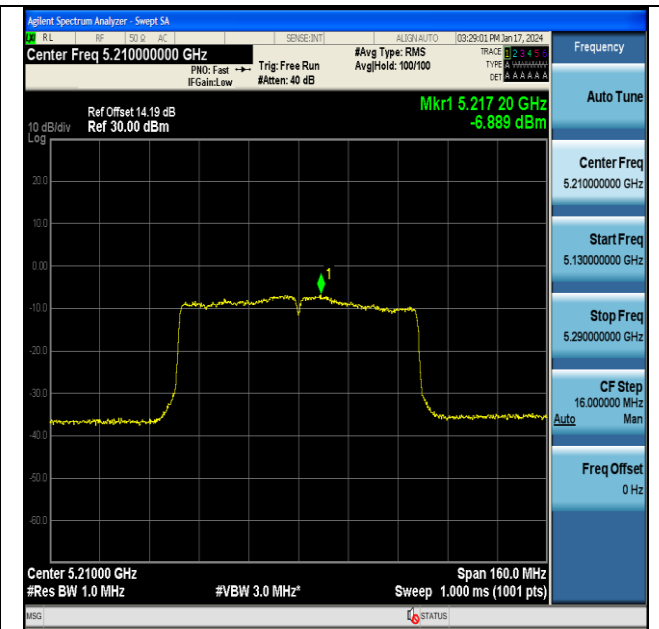 Agilent Spectrum Analyzer - Swept SA
RL RF 50 Ω AC SENSE:INT ALIGN AUTO 03:29:01 PM Jan 17, 2024
Center Freq 5.210000000 GHz
PNO: Fast
IFGain:Low
Trig: Free Run
#Atten: 40 dB
#Avg Type: RMS
Avg|Hold: 100/100
TRACE 1 2 3 4 5 6
TYPE A
DET A A A A A A
Frequency
Mkr1 5.217 20 GHz
-6.889 dBm
Ref Offset 14.19 dB
Ref 30.00 dBm
10 dB/div
Log
20.0
10.0
0.00
-10.0
-20.0
-30.0
-40.0
-50.0
-60.0
1
Center 5.21000 GHz
#Res BW 1.0 MHz
#VBW 3.0 MHz*
Span 160.0 MHz
Sweep 1.000 ms (1001 pts)
Auto Tune
Center Freq
5.210000000 GHz
Start Freq
5.130000000 GHz
Stop Freq
5.290000000 GHz
CF Step
16.000000 MHz
Auto Man
Freq Offset
0 Hz
MSG STATUS